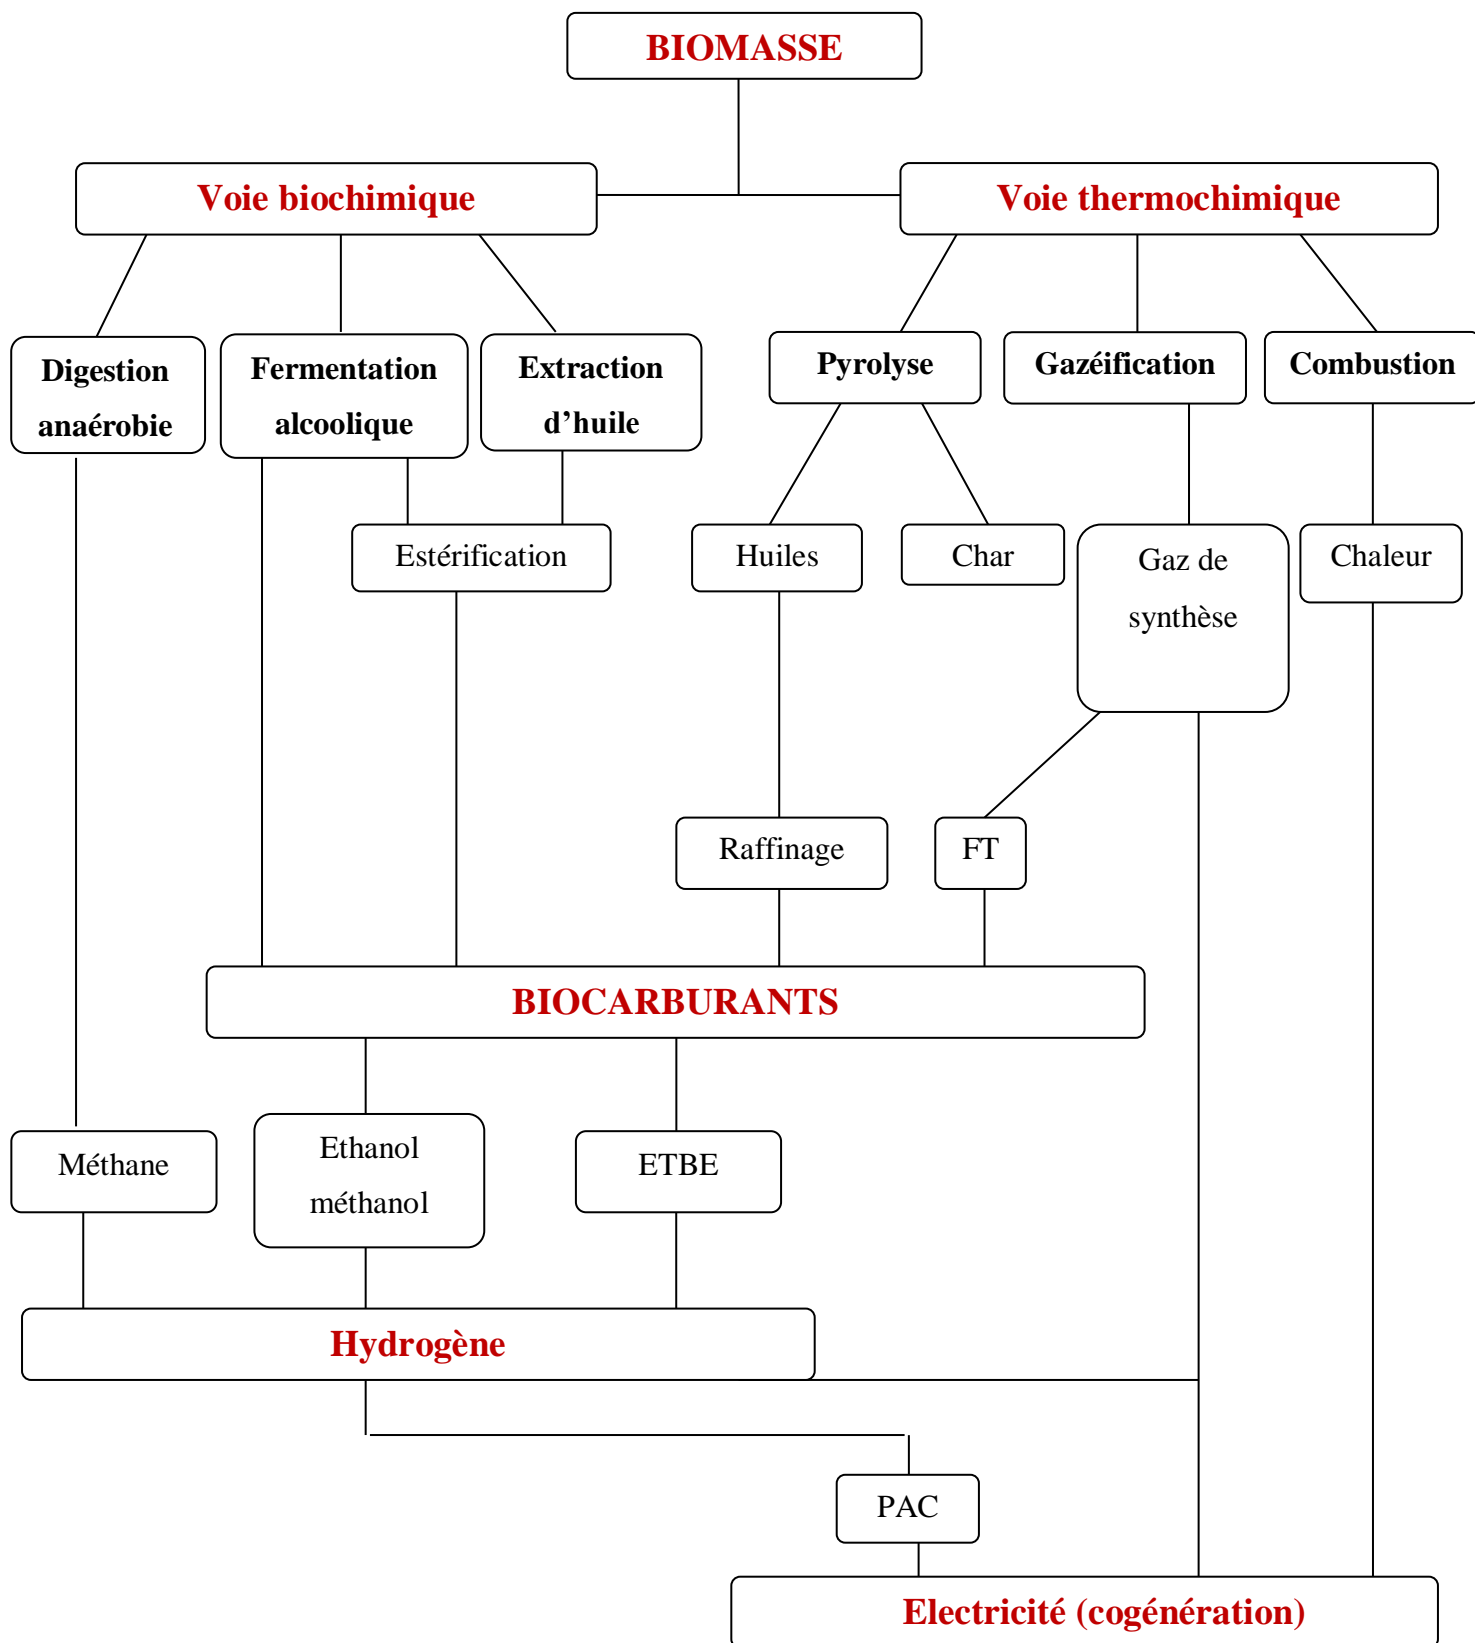 BIOMASSE
Voie biochimique
Voie thermochimique
Digestion
anaérobie
Fermentation
alcoolique
Extraction
d’huile
Pyrolyse
Gazéification
Combustion
Estérification
Huiles
Char
Gaz de
synthèse
Chaleur
Raffinage
FT
BIOCARBURANTS
Méthane
Ethanol
méthanol
ETBE
Hydrogène
PAC
Electricité (cogénération)